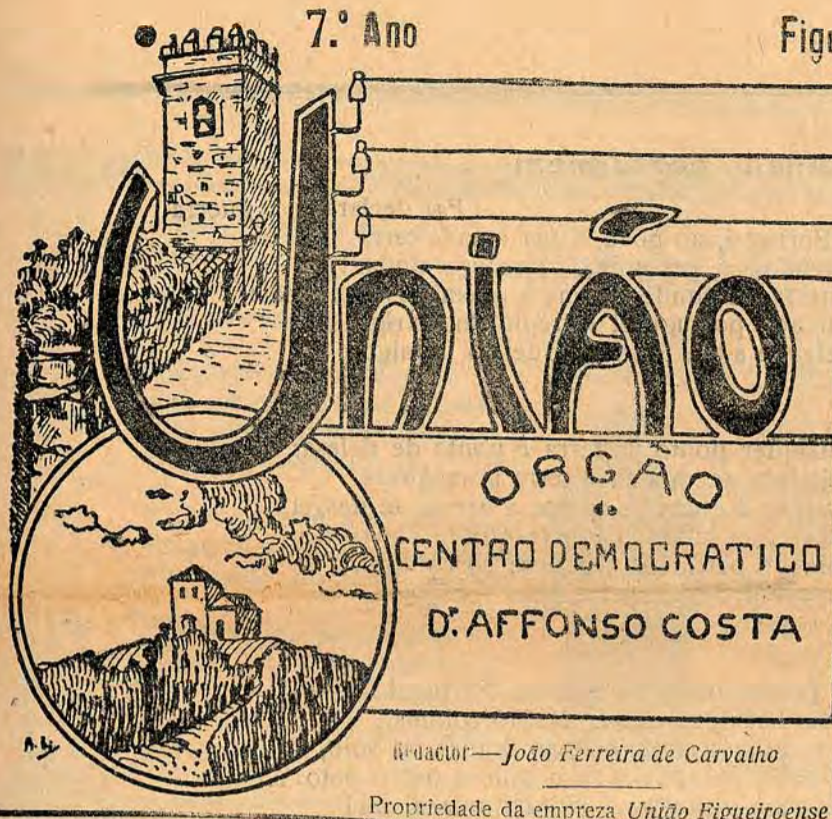 7.º Ano Figu
União
ORGÃO
do
CENTRO DEMOCRATICO
Dr. AFFONSO COSTA
Redactor—João Ferreira de Carvalho
Propriedade da empreza União Figueiroense